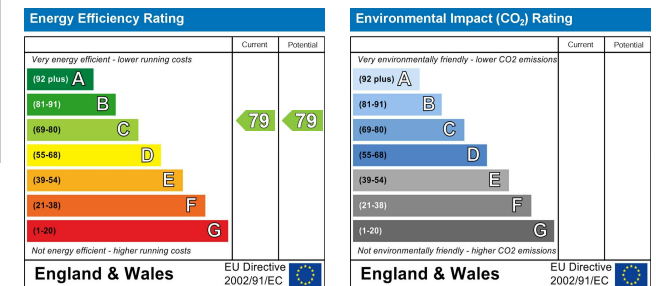 Energy Efficiency Rating
Current Potential
Very energy efficient - lower running costs
(92 plus) A
(81-91) B
(69-80) C
79 79
(55-68) D
(39-54) E
(21-38) F
(1-20) G
Not energy efficient - higher running costs
England & Wales
EU Directive
2002/91/EC
Environmental Impact (CO₂) Rating
Current Potential
Very environmentally friendly - lower CO2 emissions
(92 plus) A
(81-91) B
(69-80) C
(55-68) D
(39-54) E
(21-38) F
(1-20) G
Not environmentally friendly - higher CO2 emissions
England & Wales
EU Directive
2002/91/EC